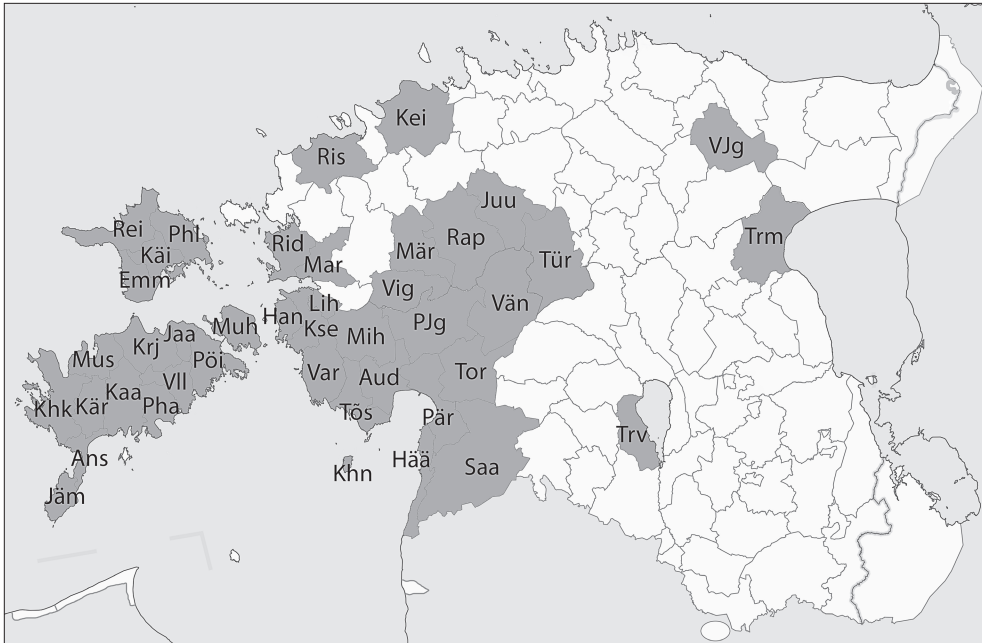 Kei
VJg
Ris
Juu
Rei
Phl
Rid
Mär
Rap
Trm
Käi
Mar
Tür
Emm
Vig
Lih
Vän
Han
Kse
PJg
Muh
Jaa
Mih
Krj
Mus
Pöi
Var
Aud
Tor
Vll
Kaa
Khk
Kär
Pha
Tõs
Pär
Trv
Ans
Hää
Saa
Khn
Jäm